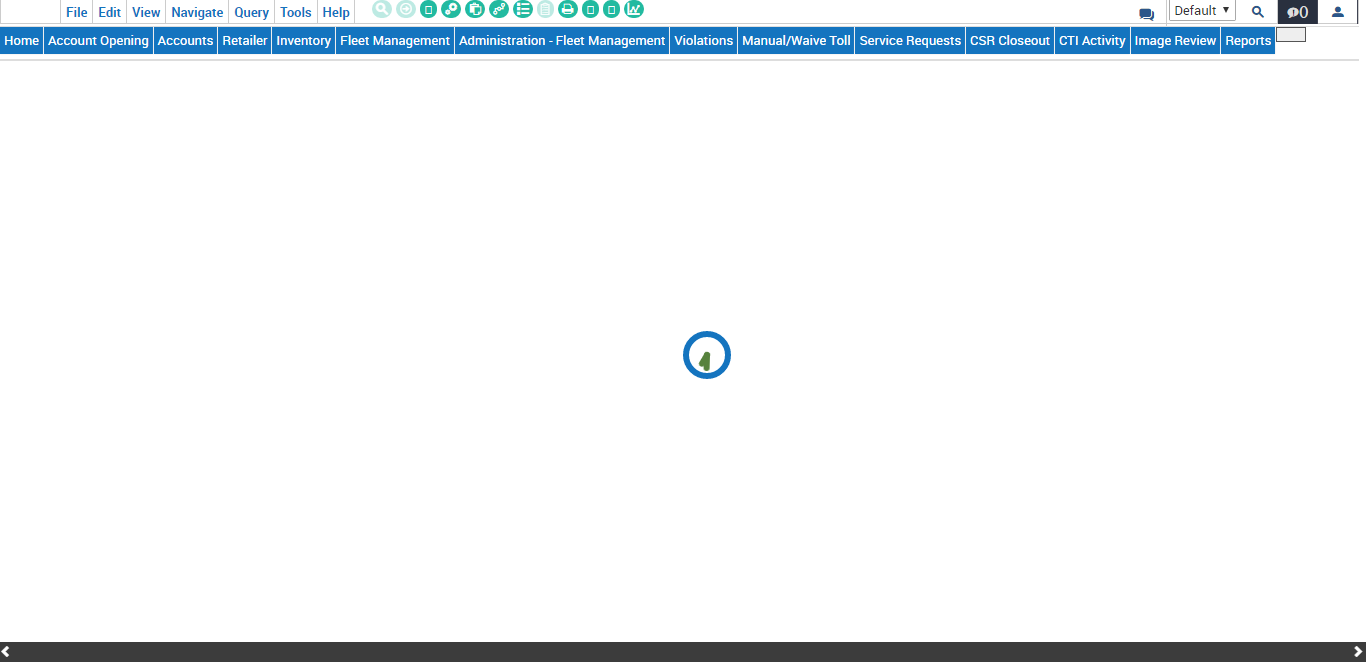 File Edit View Navigate Query Tools Help Default 0
Home Account Opening Accounts Retailer Inventory Fleet Management Administration - Fleet Management Violations Manual/Waive Toll Service Requests CSR Closeout CTI Activity Image Review Reports